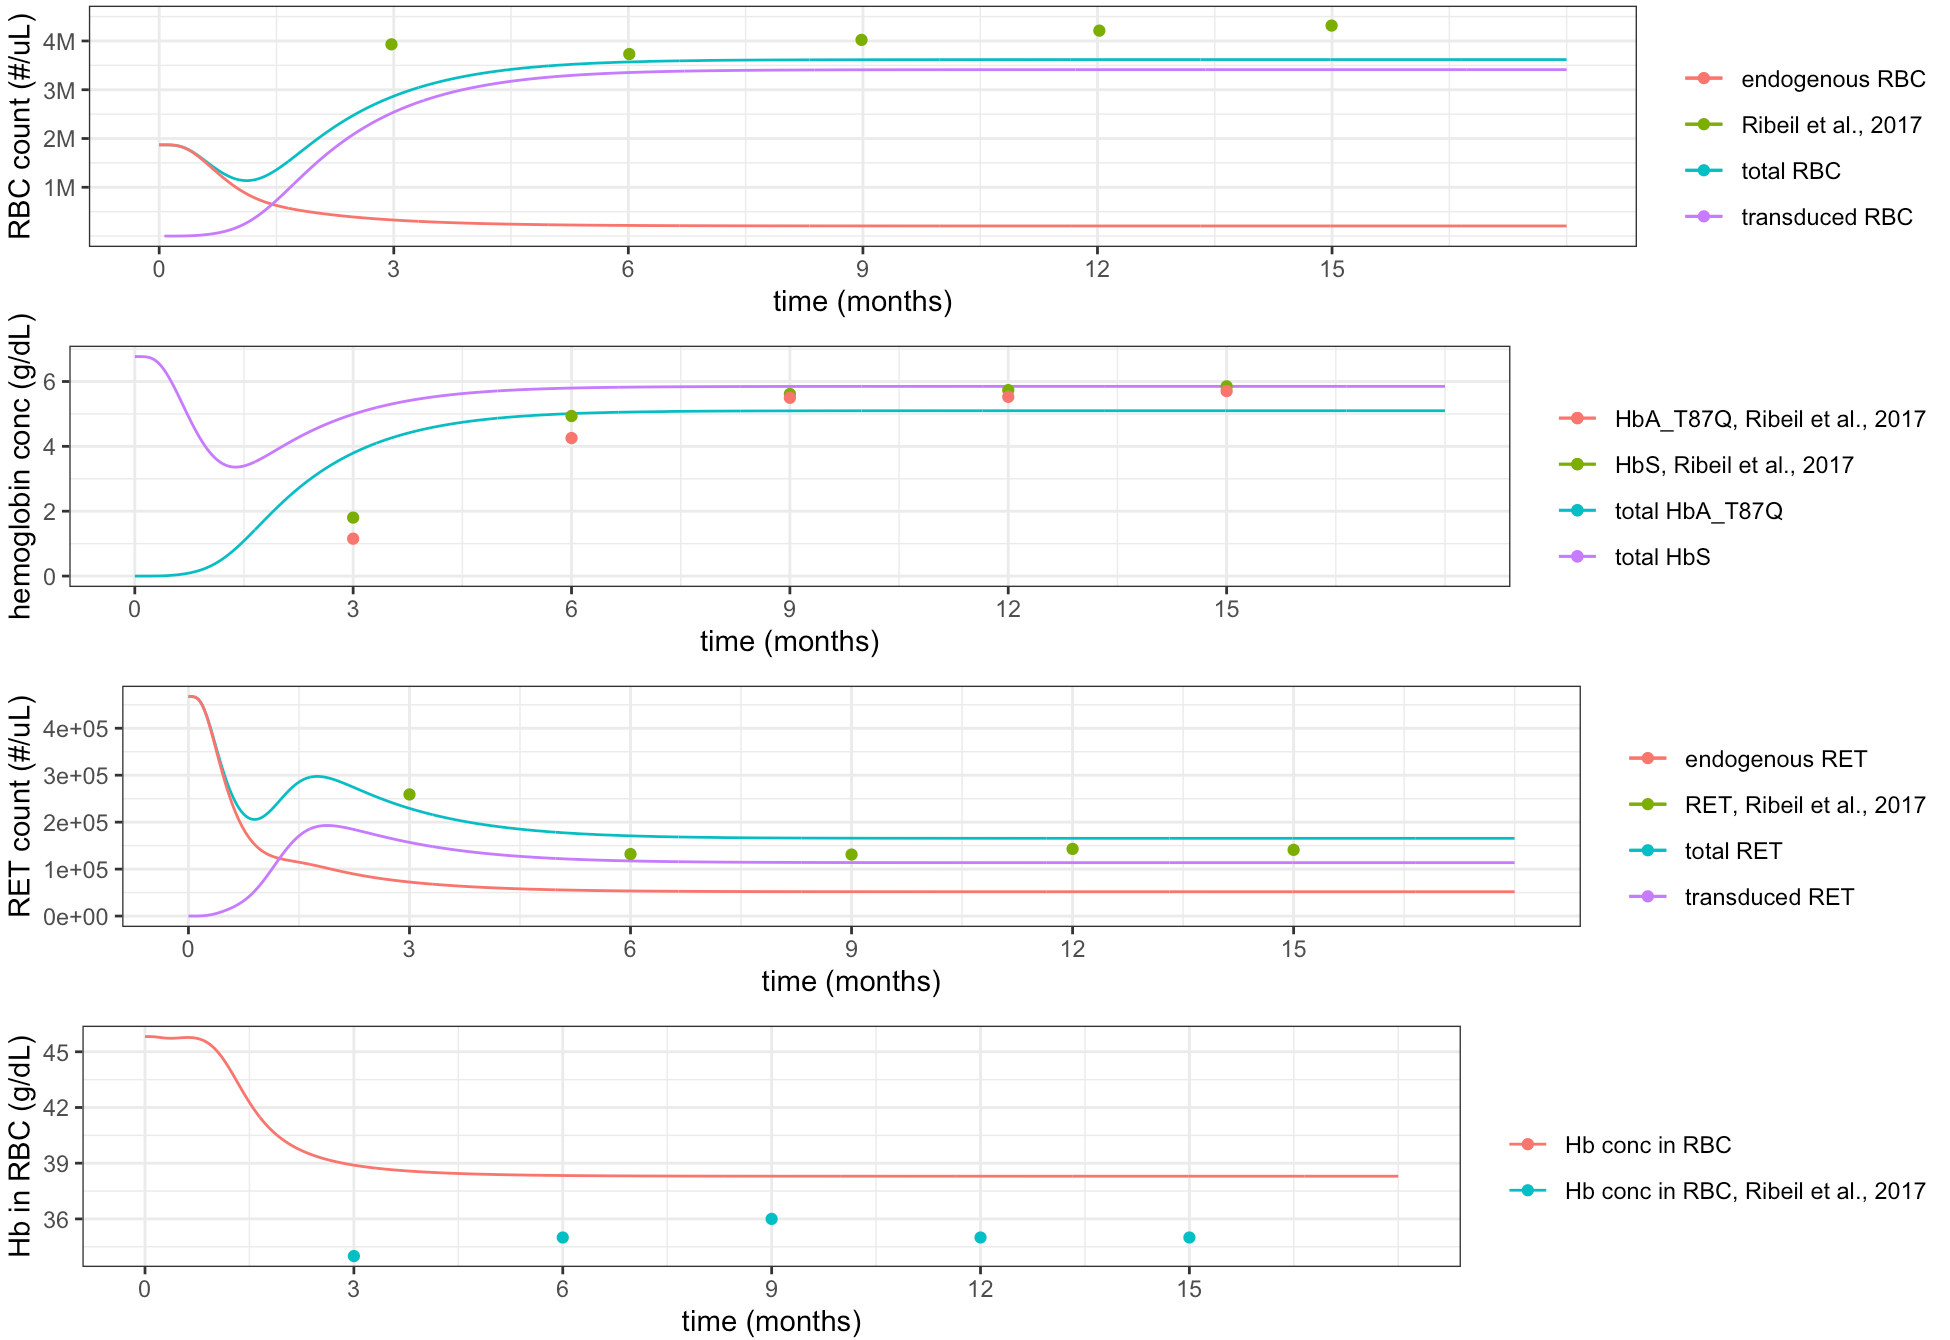 RBC count (#/uL)
4M
3M
2M
1M
0 3 6 9 12 15
time (months)
endogenous RBC
Ribeil et al., 2017
total RBC
transduced RBC
hemoglobin conc (g/dL)
6
4
2
0
0 3 6 9 12 15
time (months)
HbA_T87Q, Ribeil et al., 2017
HbS, Ribeil et al., 2017
total HbA_T87Q
total HbS
RET count (#/uL)
4e+05
3e+05
2e+05
1e+05
0e+00
0 3 6 9 12 15
time (months)
endogenous RET
RET, Ribeil et al., 2017
total RET
transduced RET
Hb in RBC (g/dL)
45
42
39
36
0 3 6 9 12 15
time (months)
Hb conc in RBC
Hb conc in RBC, Ribeil et al., 2017